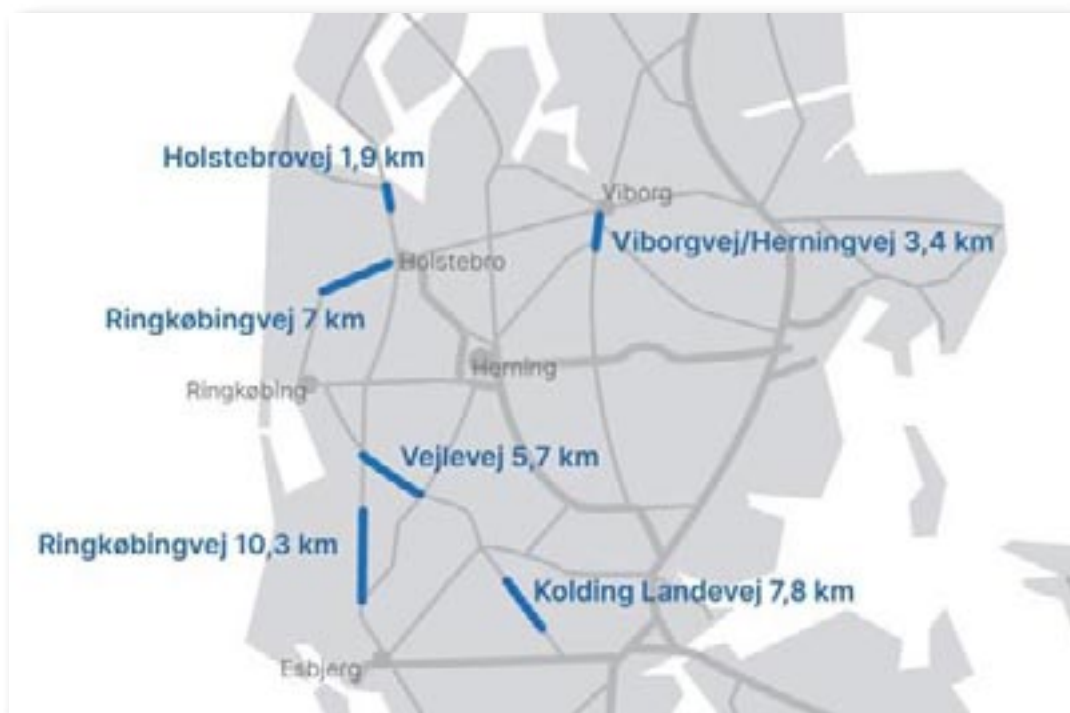 Holstebrovej 1,9 km
Viborg
Viborgvej/Herningvej 3,4 km
Holstebro
Ringkøbingvej 7 km
Herning
Ringkøbing
Vejlevej 5,7 km
Ringkøbingvej 10,3 km
Kolding Landevej 7,8 km
Esbjerg